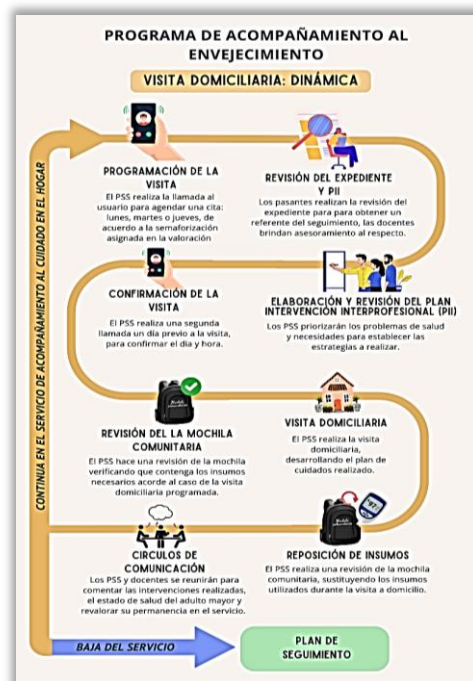 PROGRAMA DE ACOMPAÑAMIENTO AL
ENVEJECIMIENTO
VISITA DOMICILIARIA: DINÁMICA
PROGRAMACIÓN DE LA
VISITA
El PSS realiza la llamada al
usuario para agendar una cita:
lunes, martes o jueves, de
acuerdo a la semaforización
asignada en la valoración
REVISIÓN DEL EXPEDIENTE
Y PII
Los pasantes realizan la revisión del
expediente para para obtener un
referente del seguimiento, las docentes
brindan asesoramiento al respecto.
ELABORACIÓN Y REVISIÓN DEL PLAN
INTERVENCIÓN INTERPROFESIONAL (PII)
Los PSS priorizarán los problemas de salud
y necesidades para establecer las
estrategias a realizar.
CONFIRMACIÓN DE LA
VISITA
El PSS realiza una segunda
llamada un día previo a la visita,
para confirmar el día y hora.
REVISIÓN DEL LA MOCHILA
COMUNITARIA
El PSS hace una revisión de la mochila
verificando que contenga los insumos
necesarios acorde al caso de la visita
domiciliaria programada.
VISITA DOMICILIARIA
El PSS realiza la visita
domiciliaria,
desarrollando el plan de
cuidados realizado.
REPOSICIÓN DE INSUMOS
El PSS realiza una revisión de la mochila
comunitaria, sustituyendo los insumos
utilizados durante la visita a domicilio.
CIRCULOS DE
COMUNICACIÓN
Los PSS y docentes se reunirán para
comentar las intervenciones realizadas,
el estado de salud del adulto mayor y
revalorar su permanencia en el servicio.
CONTINUA EN EL SERVICIO DE ACOMPAÑAMIENTO AL CUIDADO EN EL HOGAR
BAJA DEL SERVICIO
PLAN DE
SEGUIMIENTO